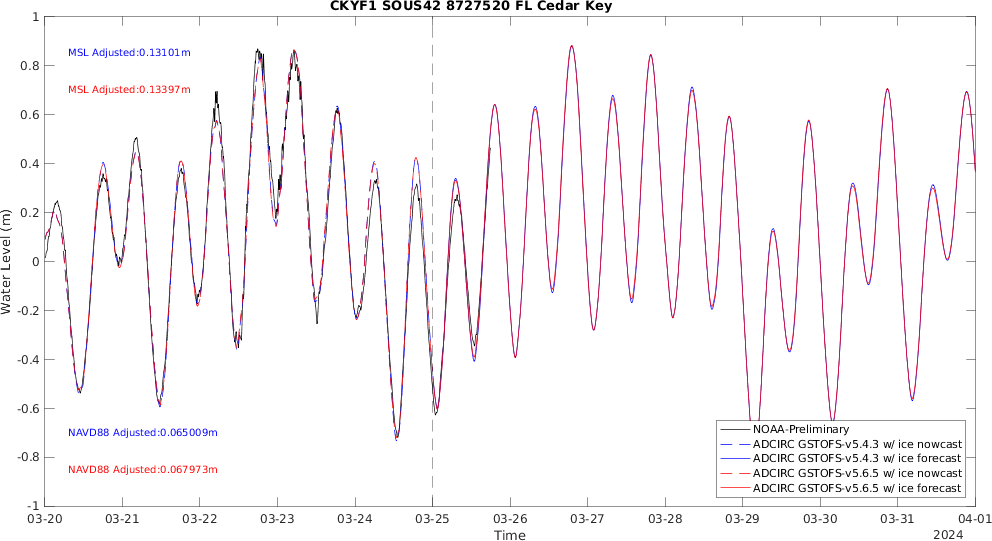 CKYF1 SOUS42 8727520 FL Cedar Key
MSL Adjusted:0.13101m
MSL Adjusted:0.13397m
NAVD88 Adjusted:0.065009m
NAVD88 Adjusted:0.067973m
Water Level (m)
1
0.8
0.6
0.4
0.2
0
-0.2
-0.4
-0.6
-0.8
-1
NOAA-Preliminary
ADCIRC GSTOFS-v5.4.3 w/ ice nowcast
ADCIRC GSTOFS-v5.4.3 w/ ice forecast
ADCIRC GSTOFS-v5.6.5 w/ ice nowcast
ADCIRC GSTOFS-v5.6.5 w/ ice forecast
03-20 03-21 03-22 03-23 03-24 03-25 03-26 03-27 03-28 03-29 03-30 03-31 04-01
Time
2024